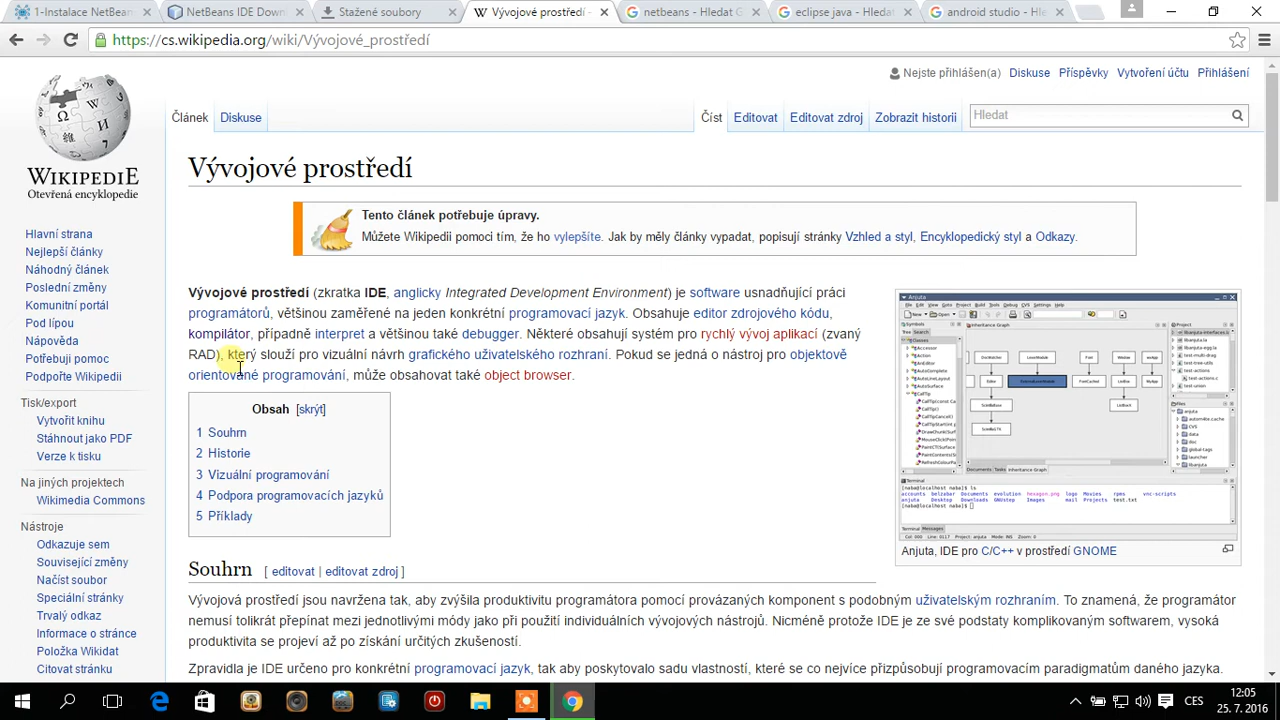 1-Instalace NetBean
NetBeans IDE Down
Stažené soubory
Vývojové prostředí -
netbeans - Hledat G
eclipse java - Hledat
android studio - Hle
https://cs.wikipedia.org/wiki/Vývojové_prostředí
Nejste přihlášen(a) Diskuse Příspěvky Vytvoření účtu Přihlášení
Článek Diskuse Číst Editovat Editovat zdroj Zobrazit historii Hledat
WIKIPEDIE
Otevřená encyklopedie
Hlavní strana
Nejlepší články
Náhodný článek
Poslední změny
Komunitní portál
Pod lípou
Nápověda
Potřebuji pomoc
Podpořte Wikipedii
Tisk/export
Vytvořit knihu
Stáhnout jako PDF
Verze k tisku
Na jiných projektech
Wikimedia Commons
Nástroje
Odkazuje sem
Související změny
Načíst soubor
Speciální stránky
Trvalý odkaz
Informace o stránce
Položka Wikidat
Citovat stránku
Vývojové prostředí
Tento článek potřebuje úpravy.
Můžete Wikipedii pomoci tím, že ho vylepšíte. Jak by měly články vypadat, popisují stránky Vzhled a styl, Encyklopedický styl a Odkazy.
Vývojové prostředí (zkratka IDE, anglicky Integrated Development Environment) je software usnadňující práci
programátorů, většinou zaměřené na jeden konkrétní programovací jazyk. Obsahuje editor zdrojového kódu,
kompilátor, případně interpret a většinou také debugger. Některé obsahují systém pro rychlý vývoj aplikací (zvaný
RAD), který slouží pro vizuální návrh grafického uživatelského rozhraní. Pokud se jedná o nástroj pro objektově
orientované programování, může obsahovat také object browser.
Obsah [skrýt]
1 Souhrn
2 Historie
3 Vizuální programování
4 Podpora programovacích jazyků
5 Příklady
Anjuta, IDE pro C/C++ v prostředí GNOME
Souhrn [ editovat | editovat zdroj ]
Vývojová prostředí jsou navržena tak, aby zvýšila produktivitu programátora pomocí provázaných komponent s podobným uživatelským rozhraním. To znamená, že programátor
nemusí tolikrát přepínat mezi jednotlivými módy jako při použití individuálních vývojových nástrojů. Nicméně protože IDE je ze své podstaty komplikovaným softwarem, vysoká
produktivita se projeví až po získání určitých zkušeností.
Zpravidla je IDE určeno pro konkrétní programovací jazyk, tak aby poskytovalo sadu vlastností, které se co nejvíce přizpůsobují programovacím paradigmatům daného jazyka.
CES
12:05
25. 7. 2016